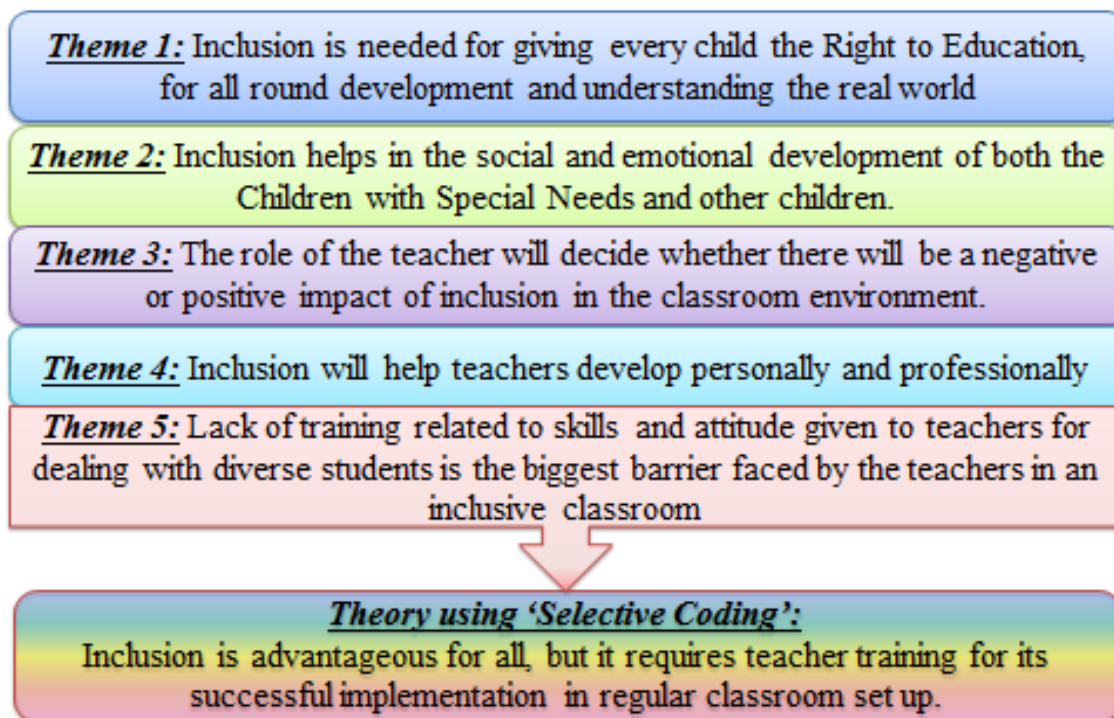 Theme 1: Inclusion is needed for giving every child the Right to Education,
for all round development and understanding the real world
Theme 2: Inclusion helps in the social and emotional development of both the
Children with Special Needs and other children.
Theme 3: The role of the teacher will decide whether there will be a negative
or positive impact of inclusion in the classroom environment.
Theme 4: Inclusion will help teachers develop personally and professionally
Theme 5: Lack of training related to skills and attitude given to teachers for
dealing with diverse students is the biggest barrier faced by the teachers in an
inclusive classroom
Theory using ‘Selective Coding’:
Inclusion is advantageous for all, but it requires teacher training for its
successful implementation in regular classroom set up.